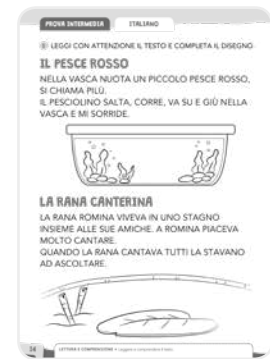 PROVA INTERMEDIA
ITALIANO
LEGGI CON ATTENZIONE IL TESTO E COMPLETA IL DISEGNO
IL PESCE ROSSO
NELLA VASCA NUOTA UN PICCOLO PESCE ROSSO,
SI CHIAMA PILÙ.
IL PESCIOLINO SALTA, CORRE, VA SU E GIÙ NELLA
VASCA E MI SORRIDE.
LA RANA CANTERINA
LA RANA ROMINA VIVEVA IN UNO STAGNO
INSIEME ALLE SUE AMICHE. A ROMINA PIACEVA
MOLTO CANTARE.
QUANDO LA RANA CANTAVA TUTTI LA STAVANO
AD ASCOLTARE.
34
LETTURA E COMPRENSIONE